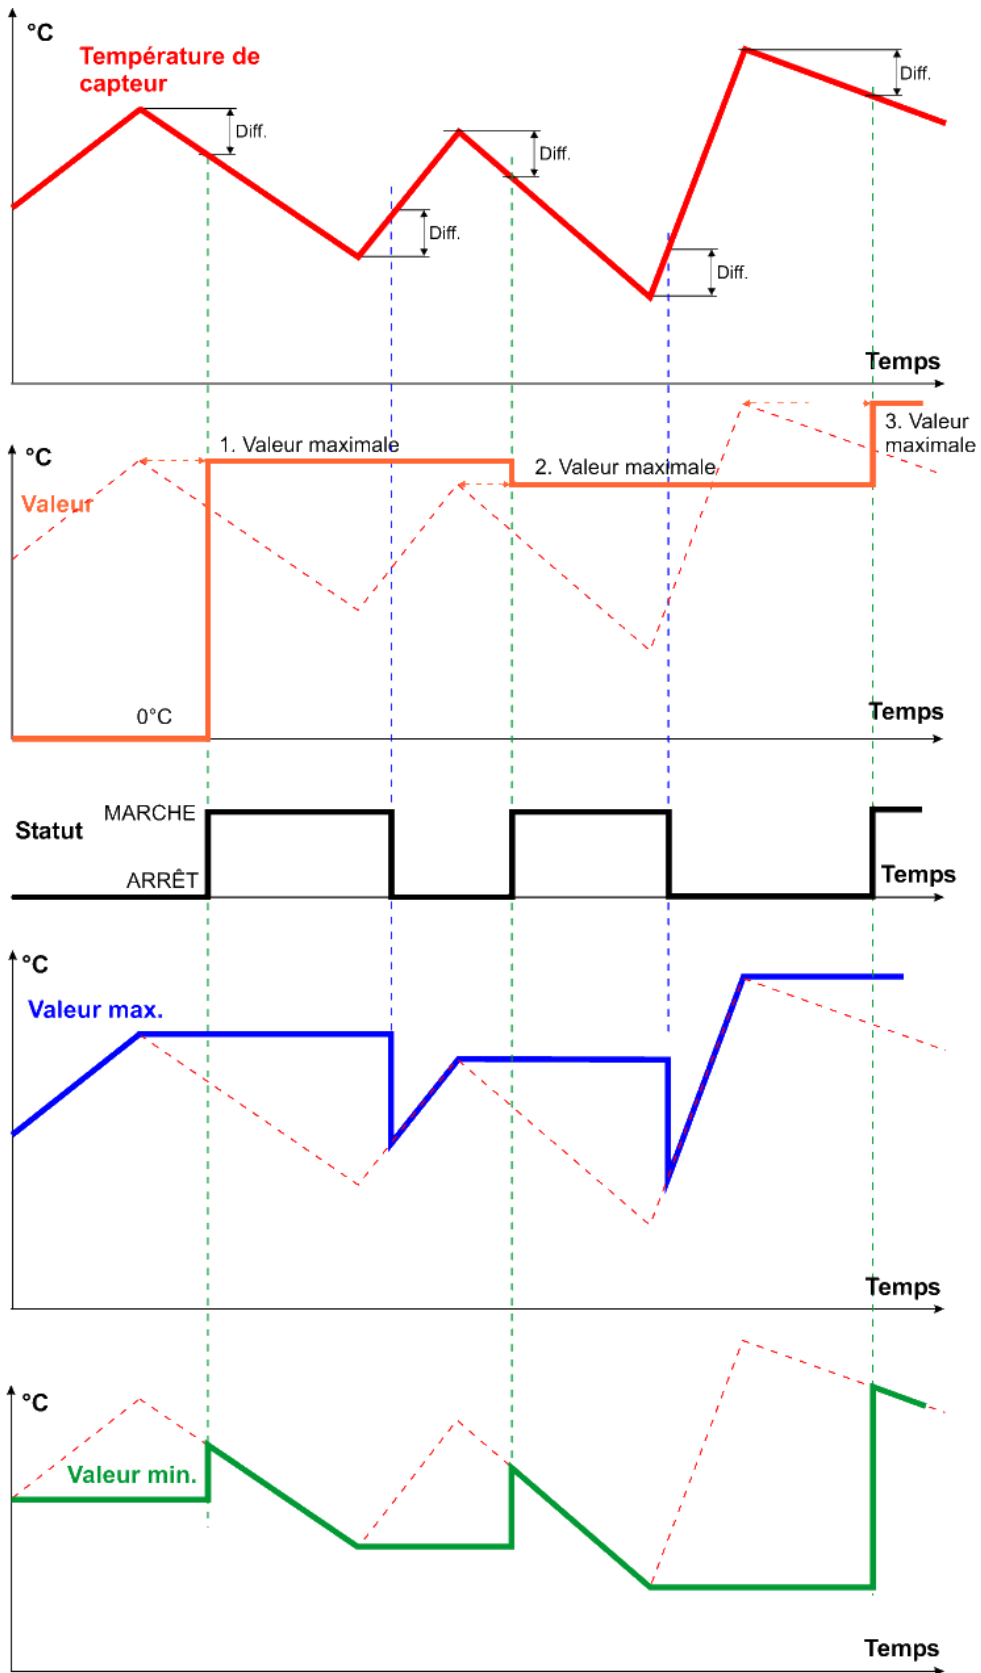 °C
Température de
capteur
Diff.
Diff.
Diff.
Diff.
Diff.
Temps
°C
1. Valeur maximale
2. Valeur maximale
3. Valeur
maximale
Valeur
0°C
Temps
MARCHE
Statut
ARRÊT
Temps
°C
Valeur max.
Temps
°C
Valeur min.
Temps